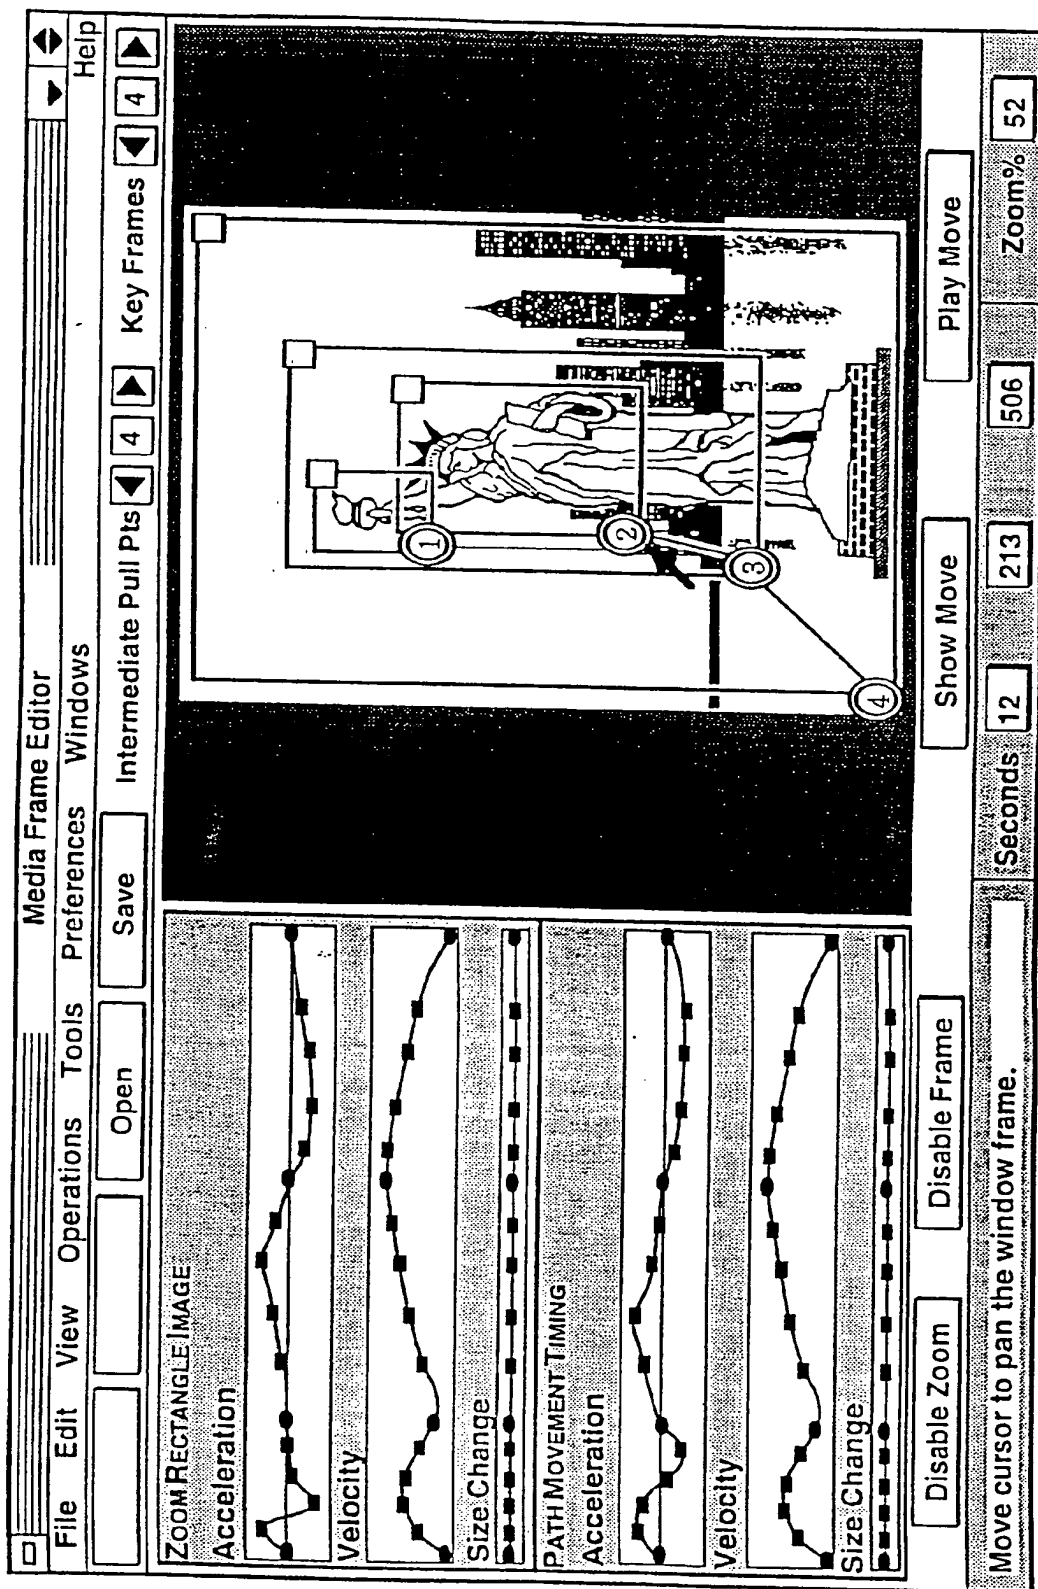 Media Frame Editor
File Edit View Operations Tools Preferences Windows Help
Open Save Intermediate Pull Pts 4 Key Frames 4
ZOOM RECTANGLE IMAGE
Acceleration
Velocity
Size Change
PATH MOVEMENT TIMING
Acceleration
Velocity
Size Change
1
2
3
4
Disable Zoom Disable Frame Show Move Play Move
Move cursor to pan the window frame. Seconds 12 213 506 Zoom% 52